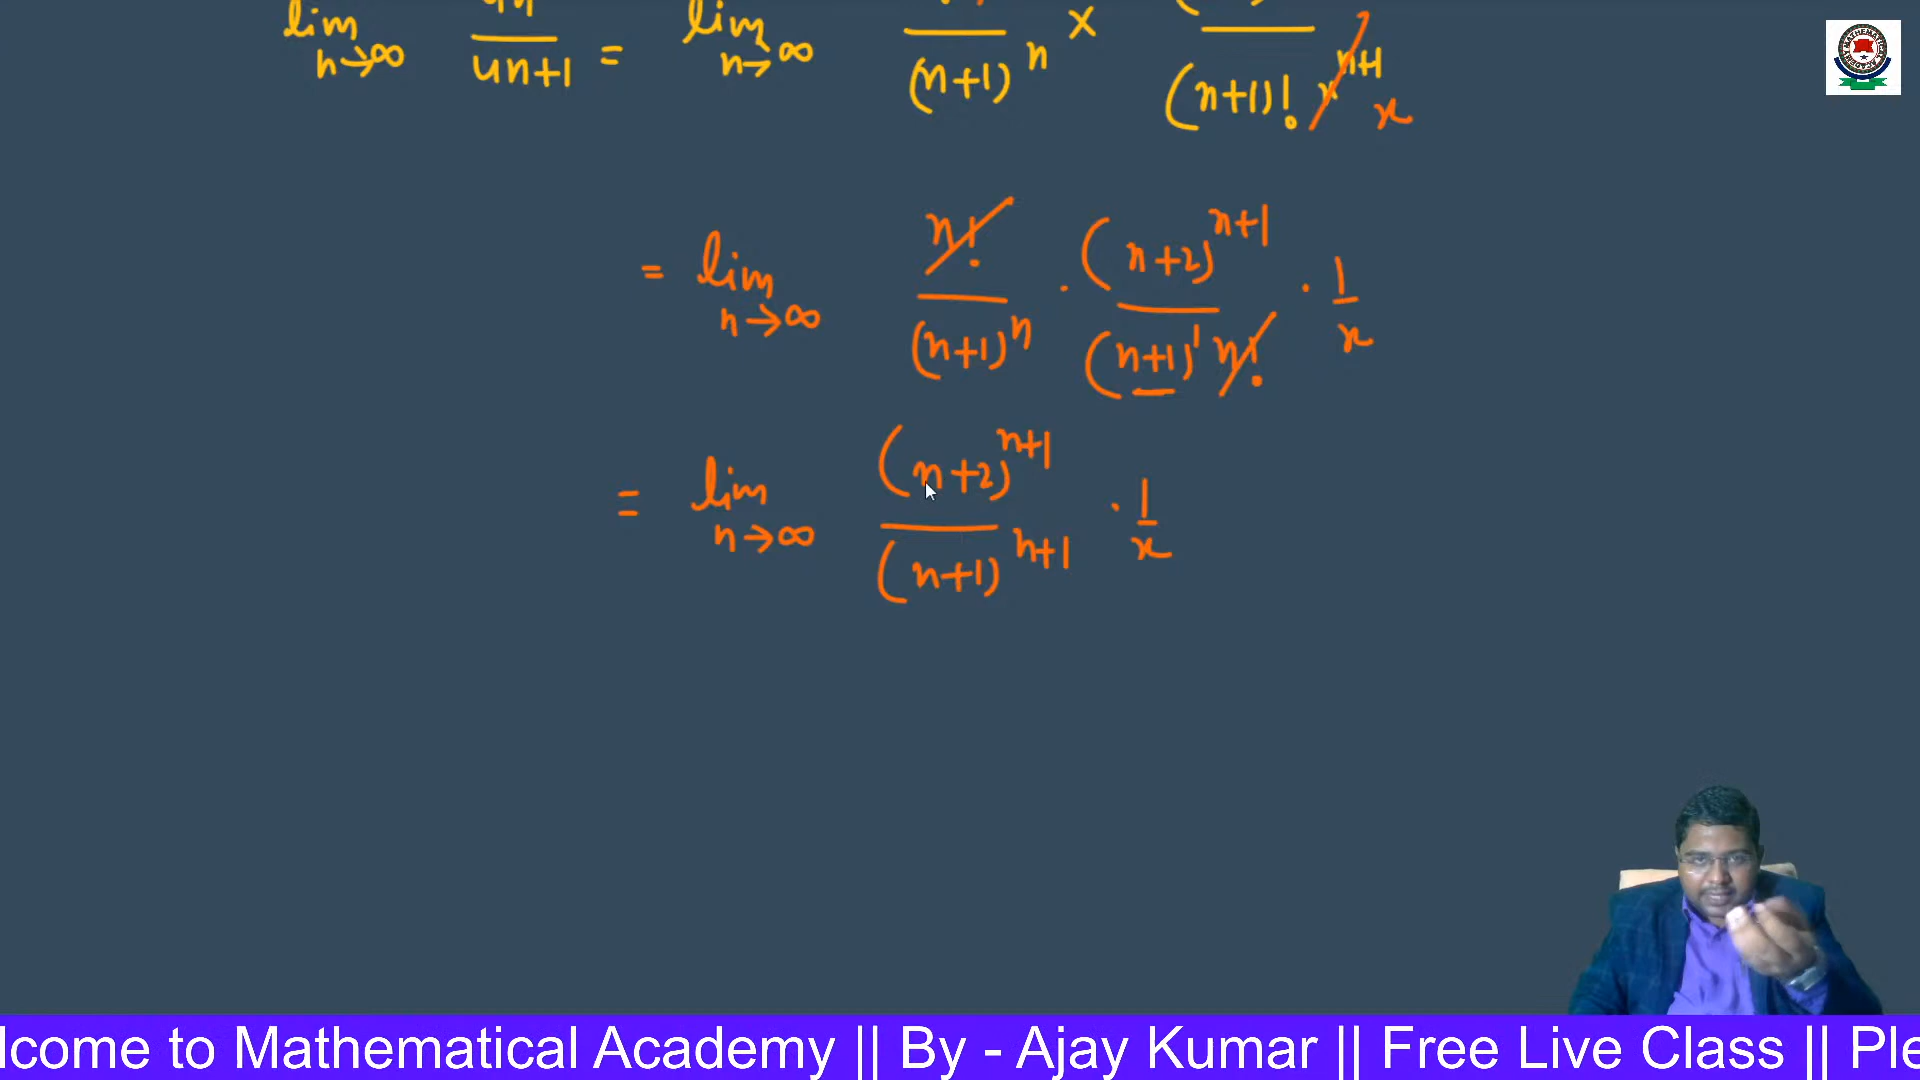 lim n→∞ un/un+1 = lim n→∞ /(n+1)^n × /(n+1)! x^n+1 x
= lim n→∞ n!/(n+1)^n · (n+2)^n+1/(n+1)^1 n! · 1/x
= lim n→∞ (n+2)^n+1/(n+1)^n+1 · 1/x
lcome to Mathematical Academy || By - Ajay Kumar || Free Live Class || Ple